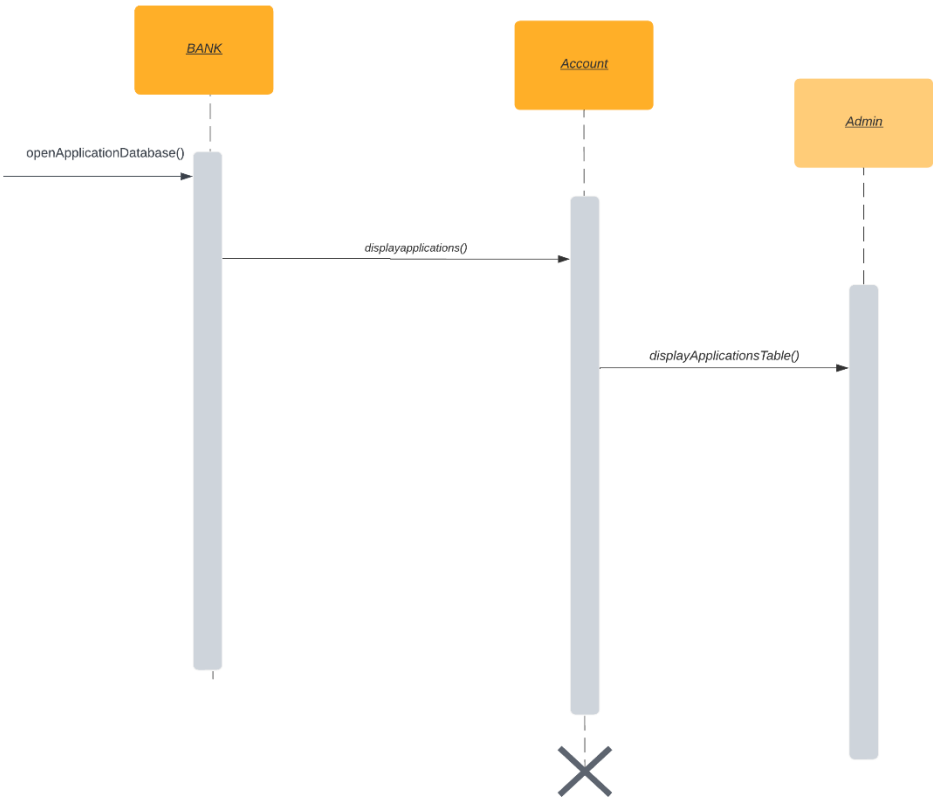 BANK
Account
Admin
openApplicationDatabase()
displayapplications()
displayApplicationsTable()